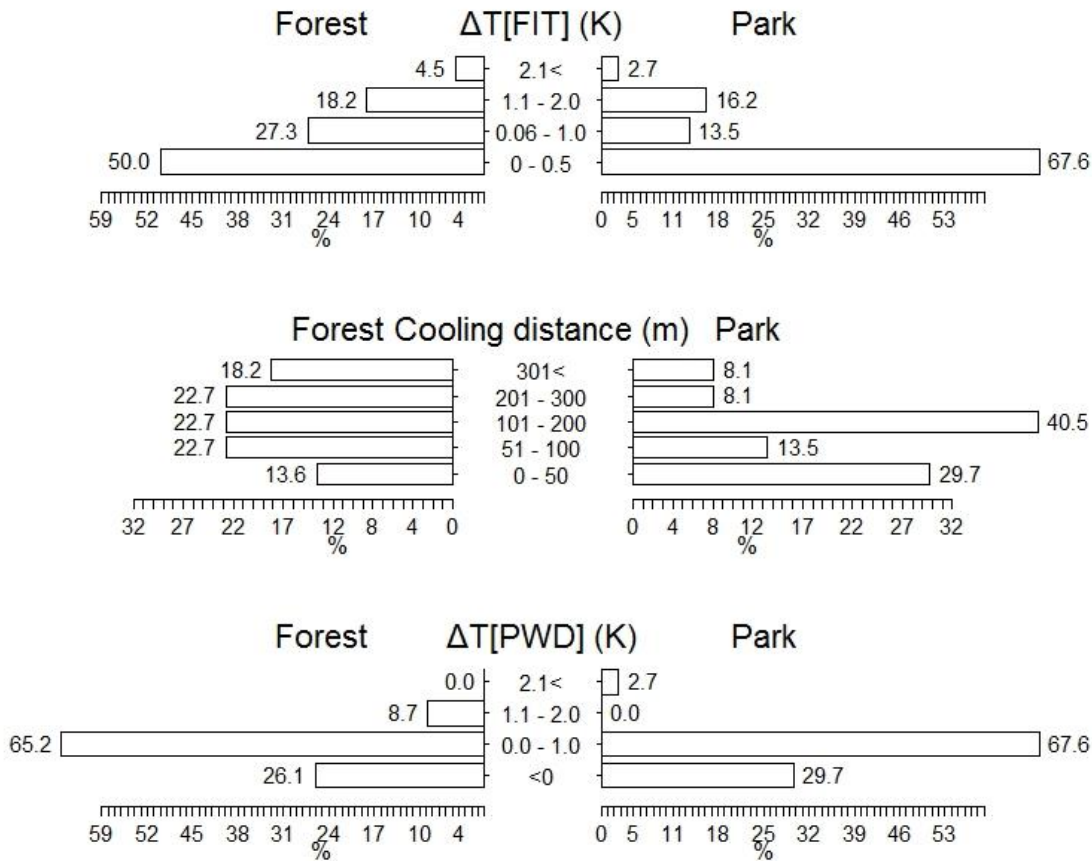 Forest ΔT[FIT] (K) Park
4.5 2.1< 2.7
18.2 1.1 - 2.0 16.2
27.3 0.06 - 1.0 13.5
50.0 0 - 0.5 67.6
59 52 45 38 31 24 17 10 4 0 5 11 18 25 32 39 46 53
% %
Forest Cooling distance (m) Park
18.2 301< 8.1
22.7 201 - 300 8.1
22.7 101 - 200 40.5
22.7 51 - 100 13.5
13.6 0 - 50 29.7
32 27 22 17 12 8 4 0 0 4 8 12 17 22 27 32
% %
Forest ΔT[PWD] (K) Park
0.0 2.1< 2.7
8.7 1.1 - 2.0 0.0
65.2 0.0 - 1.0 67.6
26.1 <0 29.7
59 52 45 38 31 24 17 10 4 0 5 11 18 25 32 39 46 53
% %